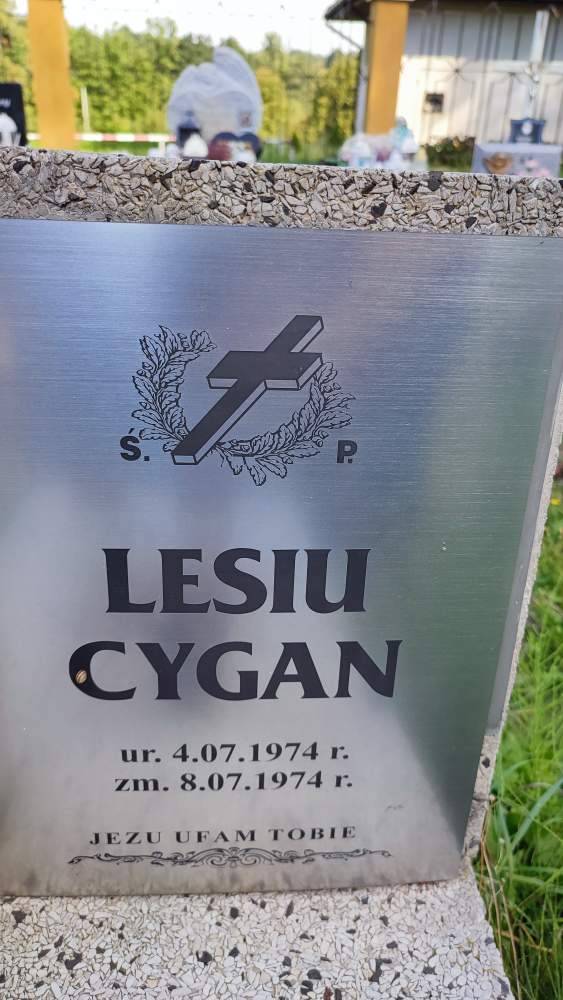 Ś. P.
LESIU
CYGAN
ur. 4.07.1974 r.
zm. 8.07.1974 r.
JEZU UFAM TOBIE